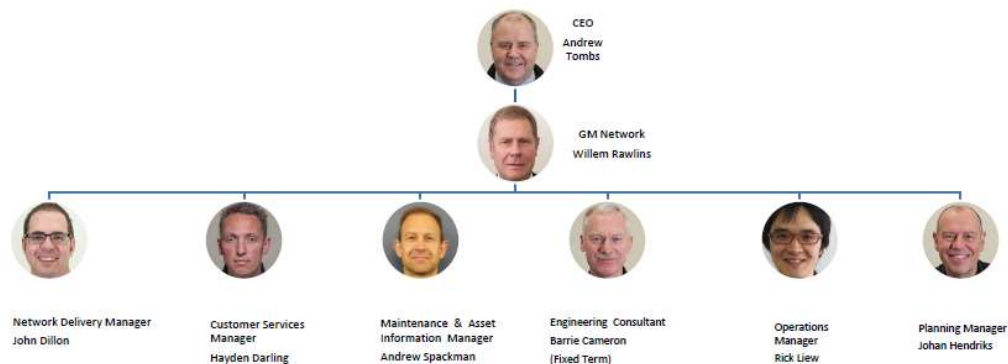 CEO
Andrew
Tombs
GM Network
Willem Rawlins
Network Delivery Manager
John Dillon
Customer Services
Manager
Hayden Darling
Maintenance & Asset
Information Manager
Andrew Spackman
Engineering Consultant
Barrie Cameron
(Fixed Term)
Operations
Manager
Rick Liew
Planning Manager
Johan Hendriks